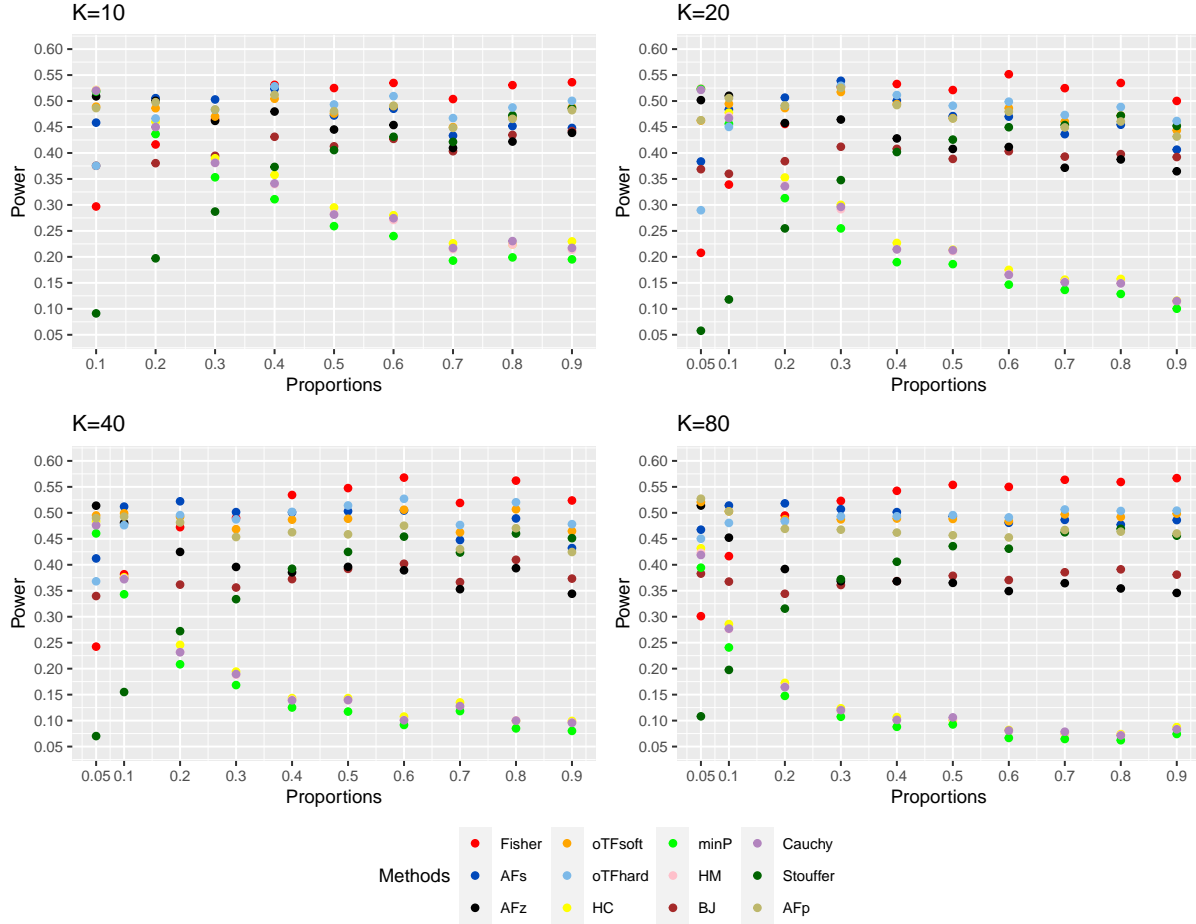 K=10
K=20
0.60
0.55
0.50
0.45
0.40
0.35
0.30
0.25
0.20
0.15
0.10
0.05
Power
0.1 0.2 0.3 0.4 0.5 0.6 0.7 0.8 0.9
Proportions
0.60
0.55
0.50
0.45
0.40
0.35
0.30
0.25
0.20
0.15
0.10
0.05
Power
0.05 0.1 0.2 0.3 0.4 0.5 0.6 0.7 0.8 0.9
Proportions
K=40
K=80
0.60
0.55
0.50
0.45
0.40
0.35
0.30
0.25
0.20
0.15
0.10
0.05
Power
0.05 0.1 0.2 0.3 0.4 0.5 0.6 0.7 0.8 0.9
Proportions
0.60
0.55
0.50
0.45
0.40
0.35
0.30
0.25
0.20
0.15
0.10
0.05
Power
0.05 0.1 0.2 0.3 0.4 0.5 0.6 0.7 0.8 0.9
Proportions
Methods
Fisher oTFsoft minP Cauchy
AFs oTFhard HM Stouffer
AFz HC BJ AFp